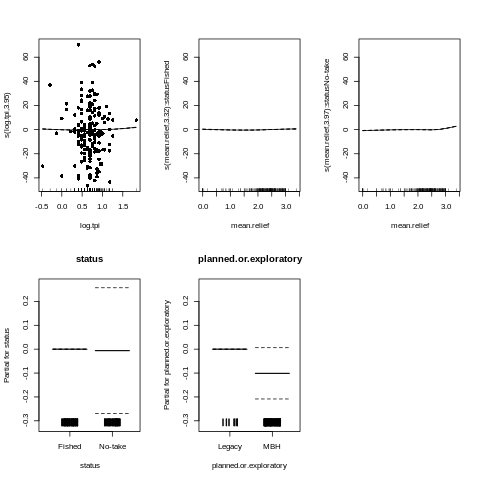 s(log.tpi,3.95)
60
40
20
0
-20
-40
-0.5 0.0 0.5 1.0 1.5
log.tpi
s(mean.relief,3.32):statusFished
60
40
20
0
-20
-40
0.0 1.0 2.0 3.0
mean.relief
s(mean.relief,3.97):statusNo-take
60
40
20
0
-20
-40
0.0 1.0 2.0 3.0
mean.relief
status
Partial for status
0.2
0.1
0.0
-0.1
-0.2
-0.3
Fished No-take
status
planned.or.exploratory
Partial for planned.or.exploratory
0.2
0.1
0.0
-0.1
-0.2
-0.3
Legacy MBH
planned.or.exploratory